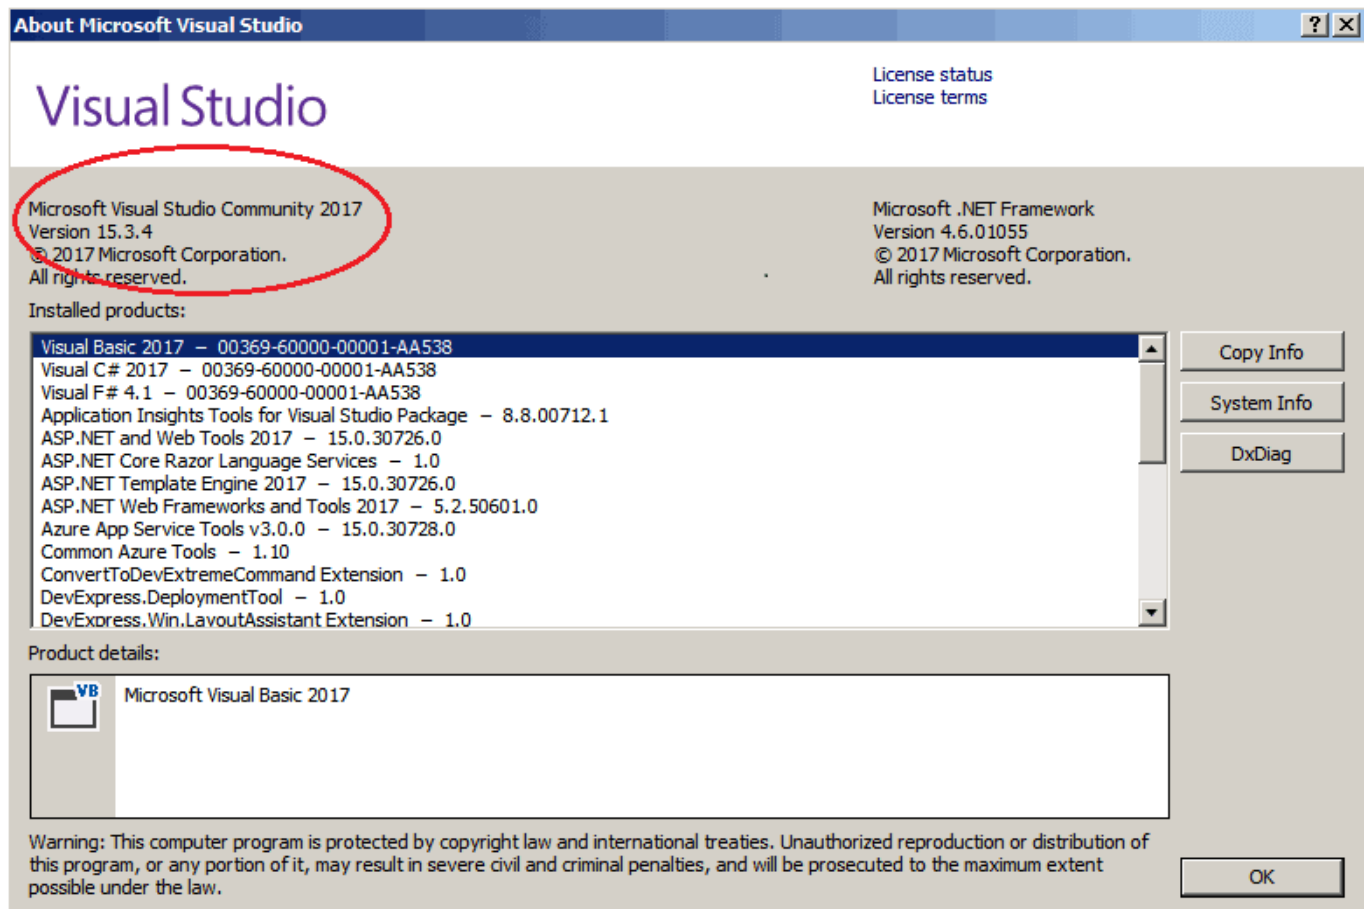 About Microsoft Visual Studio
? X
Visual Studio
License status
License terms
Microsoft Visual Studio Community 2017
Version 15.3.4
© 2017 Microsoft Corporation.
All rights reserved.
Microsoft .NET Framework
Version 4.6.01055
© 2017 Microsoft Corporation.
All rights reserved.
Installed products:
Visual Basic 2017 – 00369-60000-00001-AA538
Visual C# 2017 – 00369-60000-00001-AA538
Visual F# 4.1 – 00369-60000-00001-AA538
Application Insights Tools for Visual Studio Package – 8.8.00712.1
ASP.NET and Web Tools 2017 – 15.0.30726.0
ASP.NET Core Razor Language Services – 1.0
ASP.NET Template Engine 2017 – 15.0.30726.0
ASP.NET Web Frameworks and Tools 2017 – 5.2.50601.0
Azure App Service Tools v3.0.0 – 15.0.30728.0
Common Azure Tools – 1.10
ConvertToDevExtremeCommand Extension – 1.0
DevExpress.DeploymentTool – 1.0
DevExpress.Win.LayoutAssistant Extension – 1.0
Copy Info
System Info
DxDiag
Product details:
VB
Microsoft Visual Basic 2017
Warning: This computer program is protected by copyright law and international treaties. Unauthorized reproduction or distribution of
this program, or any portion of it, may result in severe civil and criminal penalties, and will be prosecuted to the maximum extent
possible under the law.
OK